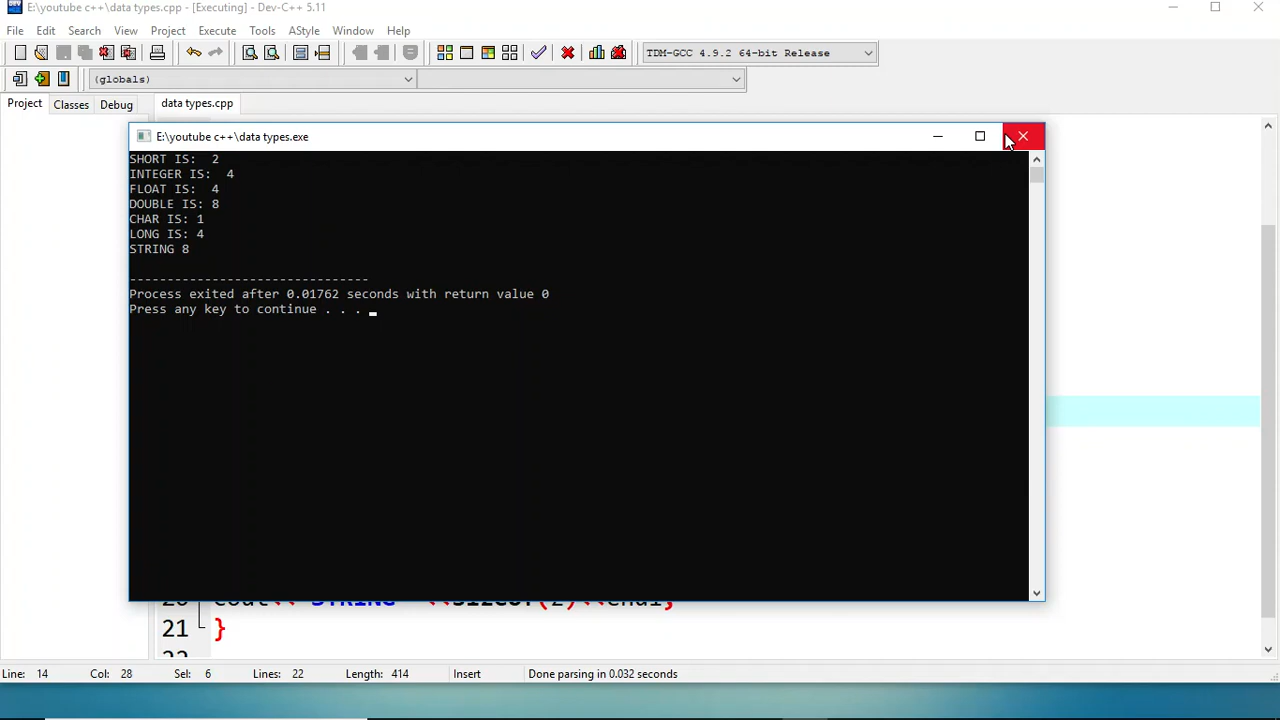 E:\youtube c++\data types.cpp - [Executing] - Dev-C++ 5.11
File Edit Search View Project Execute Tools AStyle Window Help
TDM-GCC 4.9.2 64-bit Release
(globals)
Project Classes Debug data types.cpp
E:\youtube c++\data types.exe
SHORT IS:  2
INTEGER IS:  4
FLOAT IS:  4
DOUBLE IS: 8
CHAR IS: 1
LONG IS: 4
STRING 8
--------------------------------
Process exited after 0.01762 seconds with return value 0
Press any key to continue . . .
21 }
Line: 14 Col: 28 Sel: 6 Lines: 22 Length: 414 Insert Done parsing in 0.032 seconds